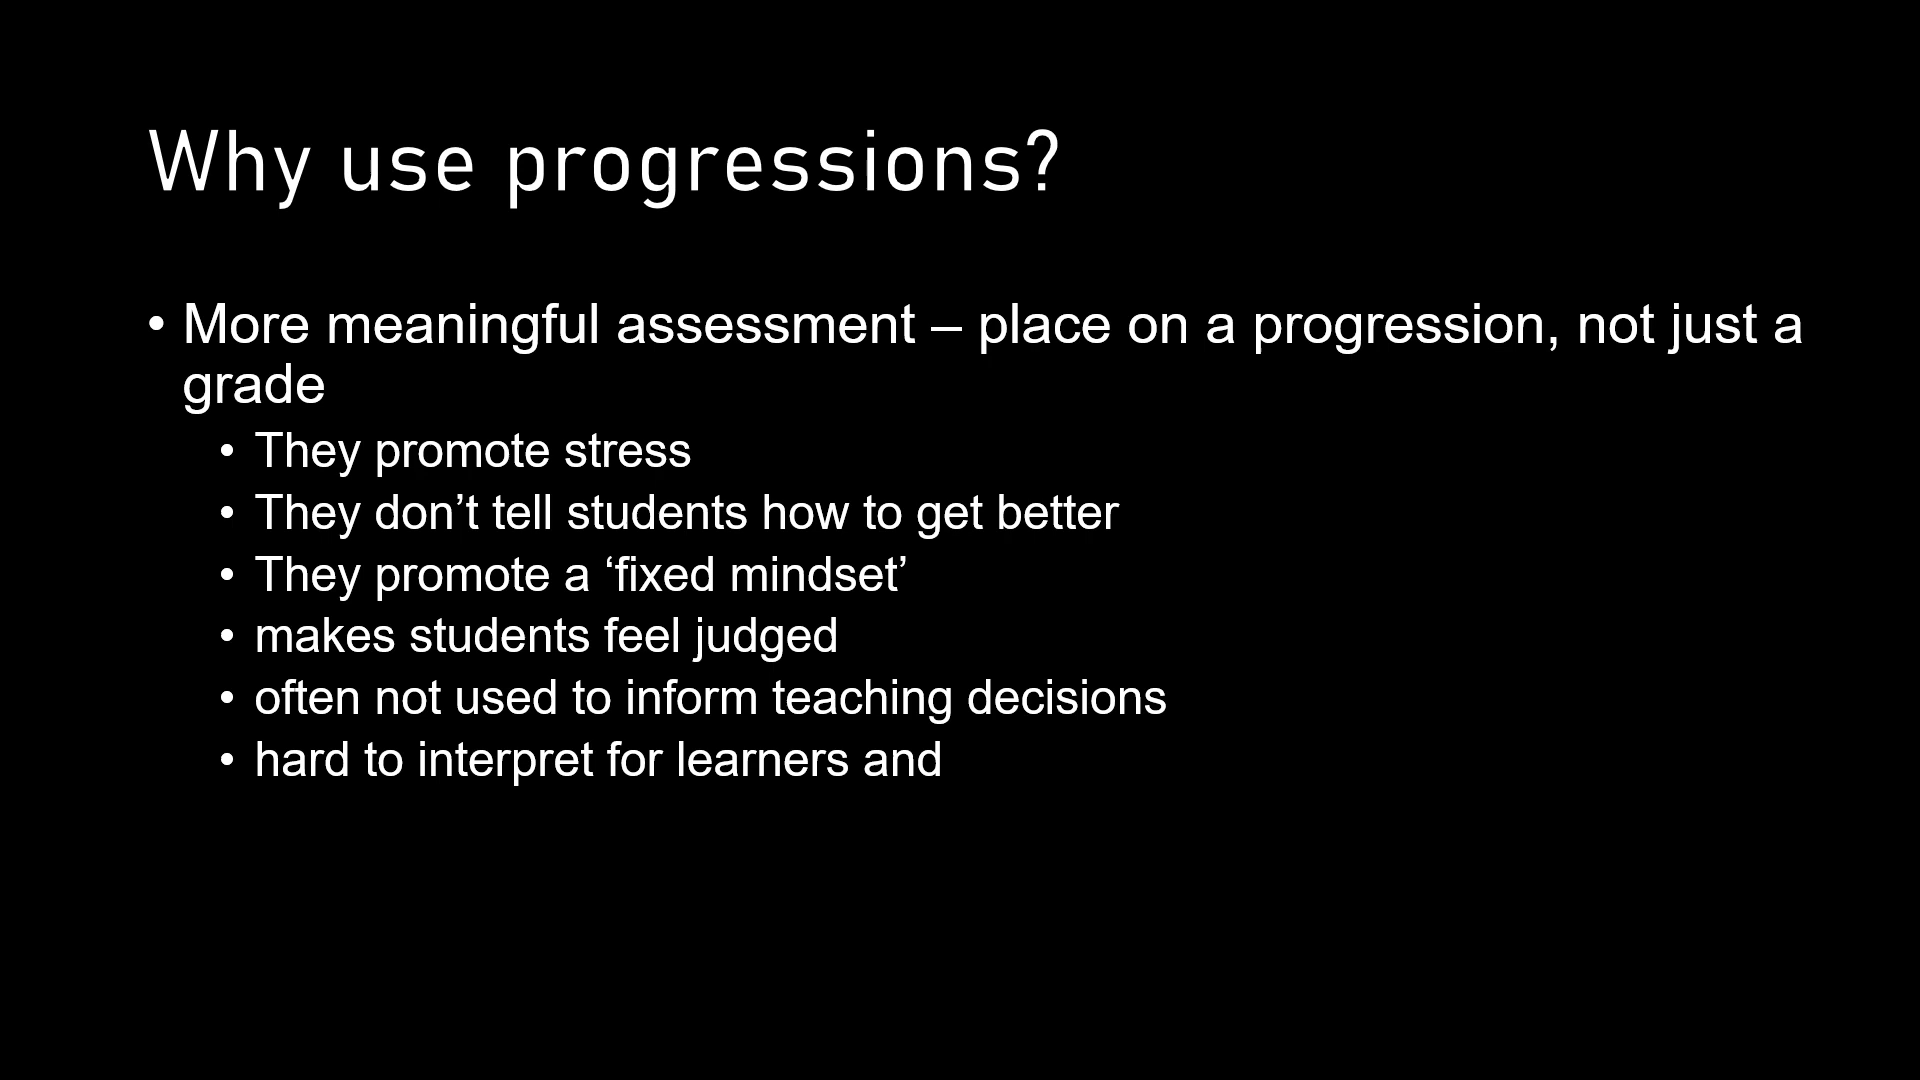 Why use progressions?
• More meaningful assessment – place on a progression, not just a
grade
• They promote stress
• They don’t tell students how to get better
• They promote a ‘fixed mindset’
• makes students feel judged
• often not used to inform teaching decisions
• hard to interpret for learners and